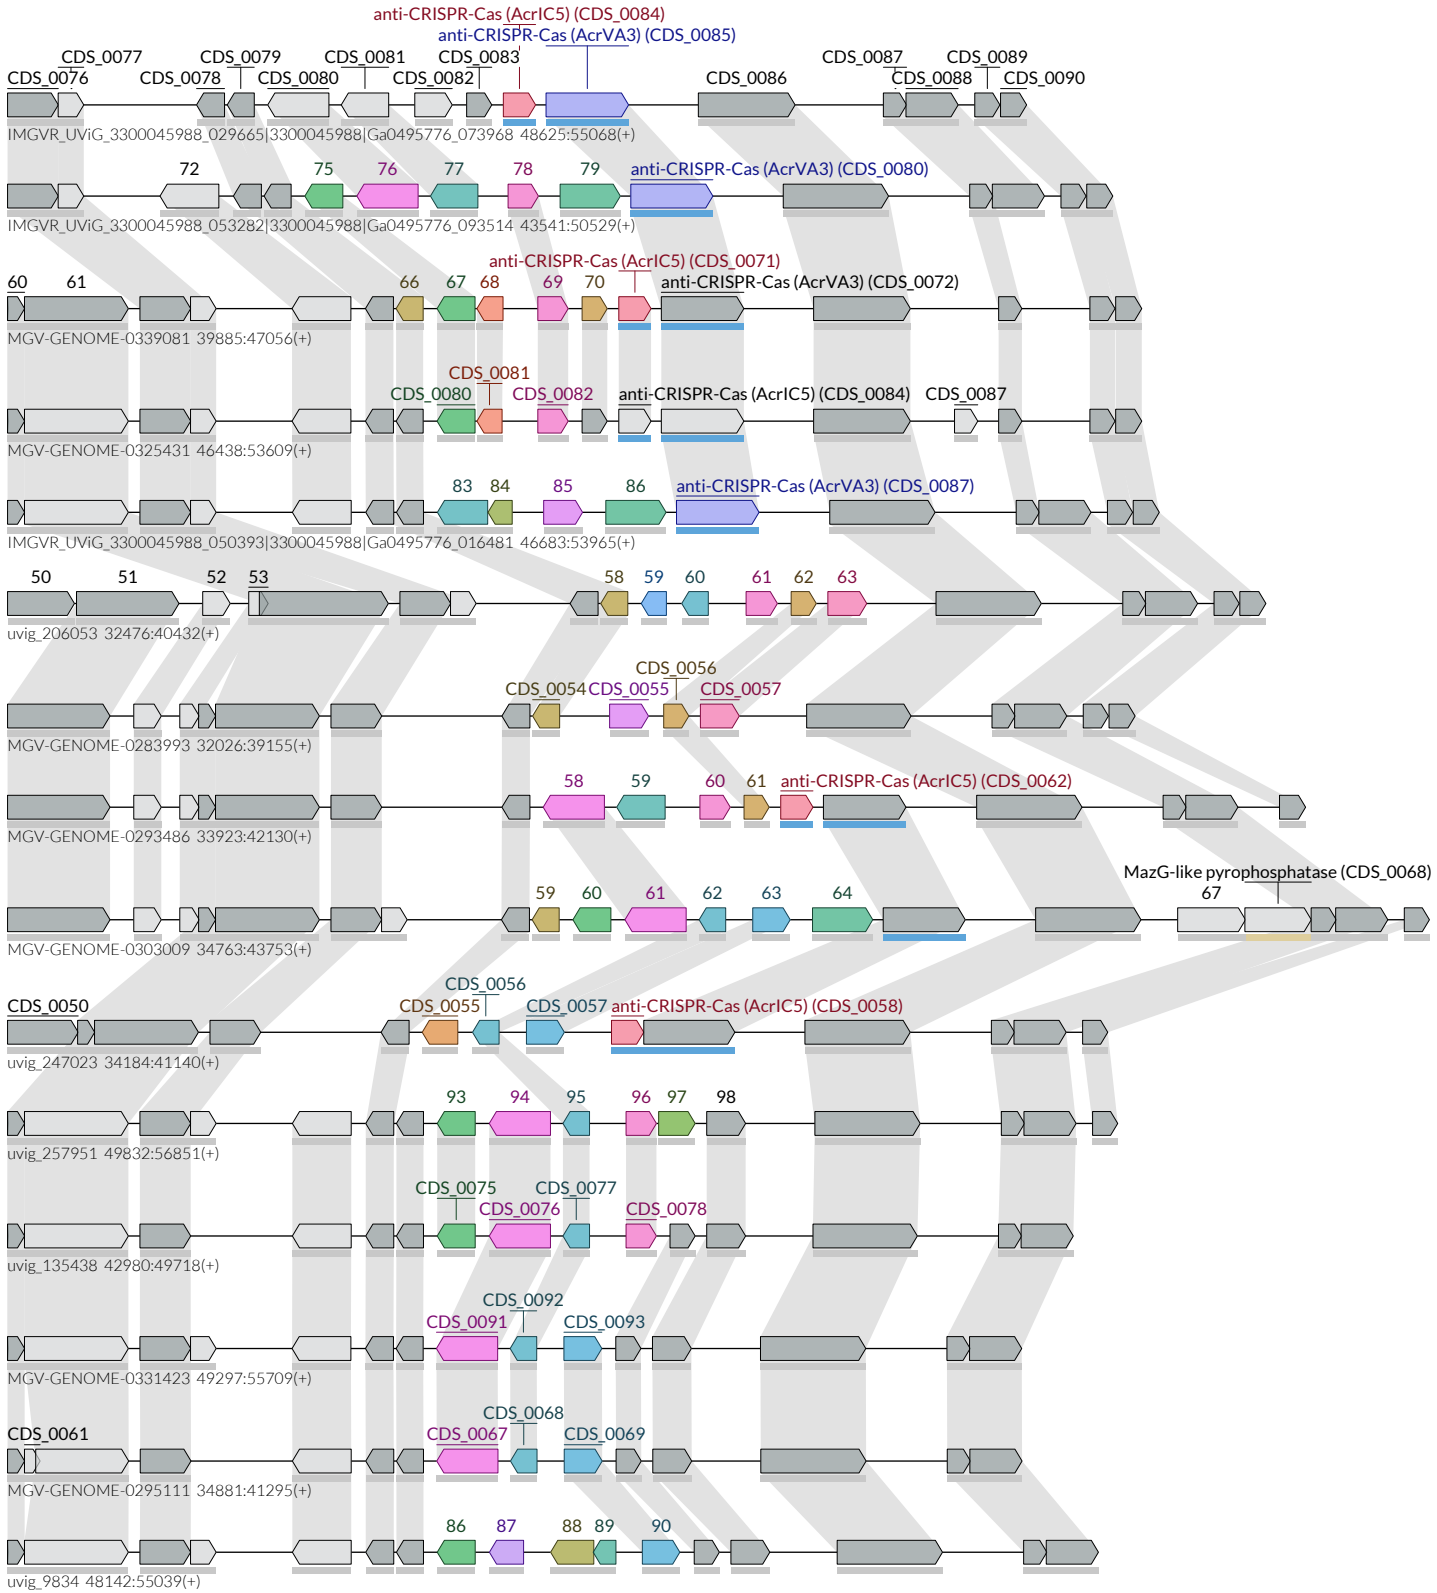 anti-CRISPR-Cas (AcrIC5) (CDS_0084)
anti-CRISPR-Cas (AcrVA3) (CDS_0085)
CDS_0077 CDS_0079 CDS_0081 CDS_0083 CDS_0087 CDS_0089
CDS_0076 CDS_0078 CDS_0080 CDS_0082 CDS_0086 CDS_0088 CDS_0090
IMGVR_UViG_3300045988_029665|3300045988|Ga0495776_073968 48625:55068(+)
72 75 76 77 78 79 anti-CRISPR-Cas (AcrVA3) (CDS_0080)
IMGVR_UViG_3300045988_053282|3300045988|Ga0495776_093514 43541:50529(+)
anti-CRISPR-Cas (AcrIC5) (CDS_0071)
60 61 66 67 68 69 70 anti-CRISPR-Cas (AcrVA3) (CDS_0072)
MGV-GENOME-0339081 39885:47056(+)
CDS_0081
CDS_0080 CDS_0082 anti-CRISPR-Cas (AcrIC5) (CDS_0084) CDS_0087
MGV-GENOME-0325431 46438:53609(+)
83 84 85 86 anti-CRISPR-Cas (AcrVA3) (CDS_0087)
IMGVR_UViG_3300045988_050393|3300045988|Ga0495776_016481 46683:53965(+)
50 51 52 53 58 59 60 61 62 63
uvig_206053 32476:40432(+)
CDS_0056
CDS_0054 CDS_0055 CDS_0057
MGV-GENOME-0283993 32026:39155(+)
58 59 60 61 anti-CRISPR-Cas (AcrIC5) (CDS_0062)
MGV-GENOME-0293486 33923:42130(+)
MazG-like pyrophosphatase (CDS_0068)
59 60 61 62 63 64 67
MGV-GENOME-0303009 34763:43753(+)
CDS_0056
CDS_0050 CDS_0055 CDS_0057 anti-CRISPR-Cas (AcrIC5) (CDS_0058)
uvig_247023 34184:41140(+)
93 94 95 96 97 98
uvig_257951 49832:56851(+)
CDS_0075 CDS_0077
CDS_0076 CDS_0078
uvig_135438 42980:49718(+)
CDS_0092
CDS_0091 CDS_0093
MGV-GENOME-0331423 49297:55709(+)
CDS_0068
CDS_0061 CDS_0067 CDS_0069
MGV-GENOME-0295111 34881:41295(+)
86 87 88 89 90
uvig_9834 48142:55039(+)